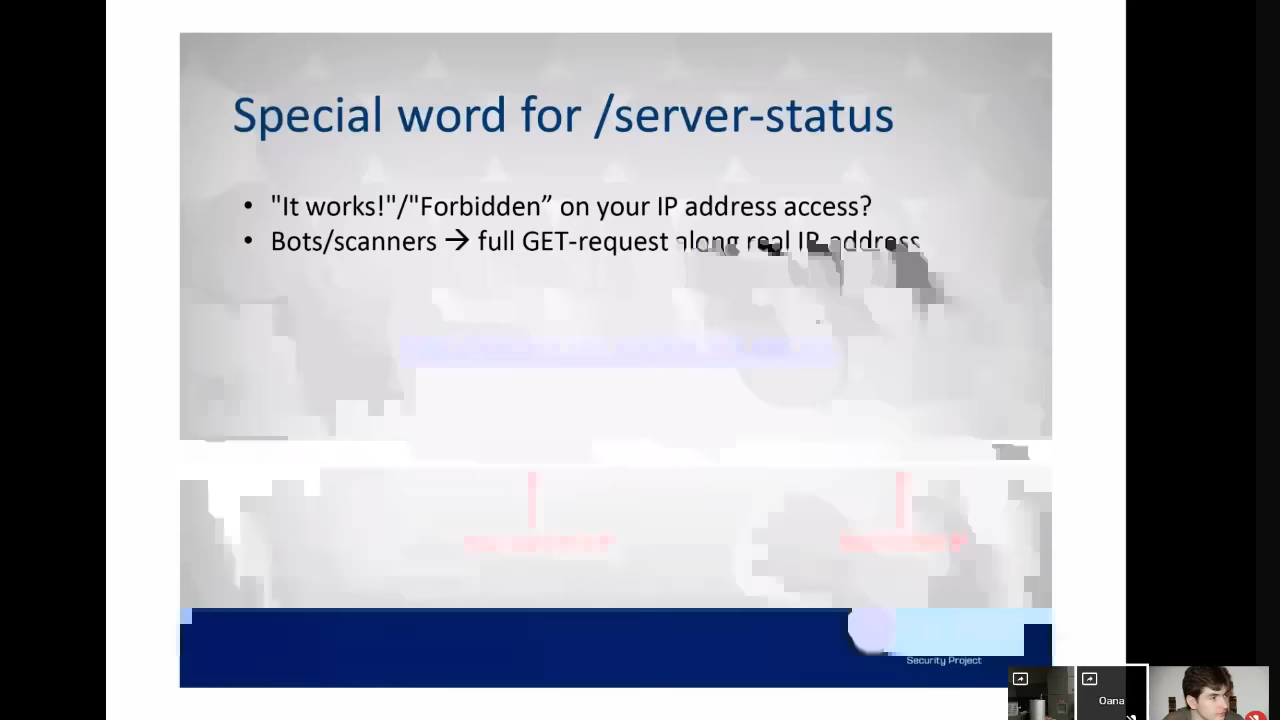 Special word for /server-status
• "It works!"/"Forbidden” on your IP address access?
• Bots/scanners → full GET-request along real IP address
Security Project
Oana